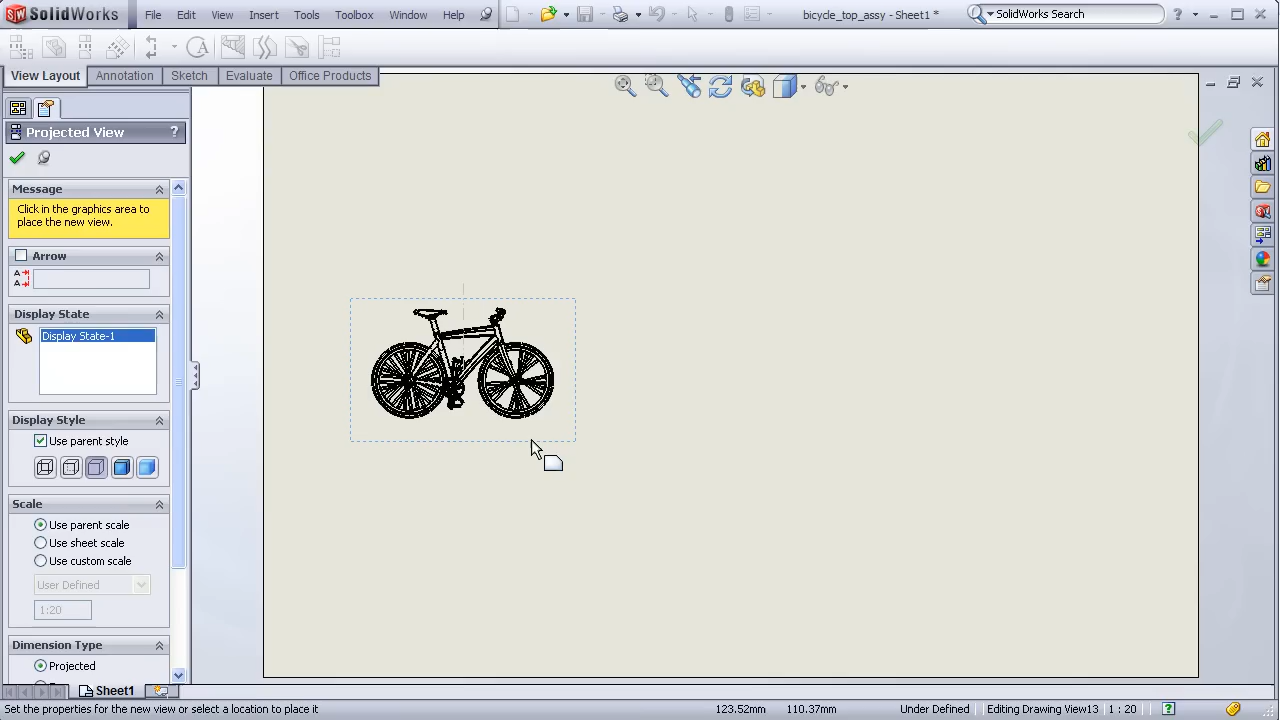 SolidWorks File Edit View Insert Tools Toolbox Window Help bicycle_top_assy - Sheet1 * SolidWorks Search
View Layout Annotation Sketch Evaluate Office Products
Projected View ?
Message
Click in the graphics area to
place the new view.
Arrow
Display State
Display State-1
Display Style
Use parent style
Scale
Use parent scale
Use sheet scale
Use custom scale
User Defined
1:20
Dimension Type
Projected
Sheet1
Set the properties for the new view or select a location to place it 123.52mm 110.37mm Under Defined Editing Drawing View13 1 : 20